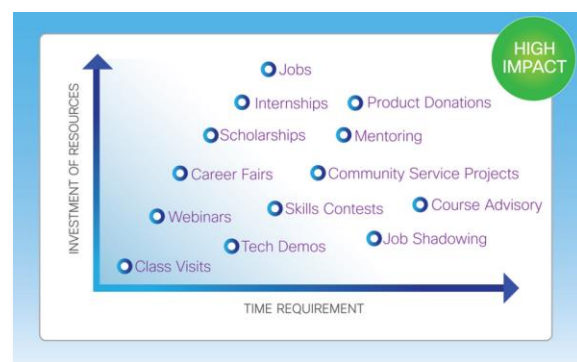 HIGH
IMPACT
Jobs
Internships
Product Donations
Scholarships
Mentoring
Career Fairs
Community Service Projects
Webinars
Skills Contests
Course Advisory
Tech Demos
Job Shadowing
Class Visits
INVESTMENT OF RESOURCES
TIME REQUIREMENT